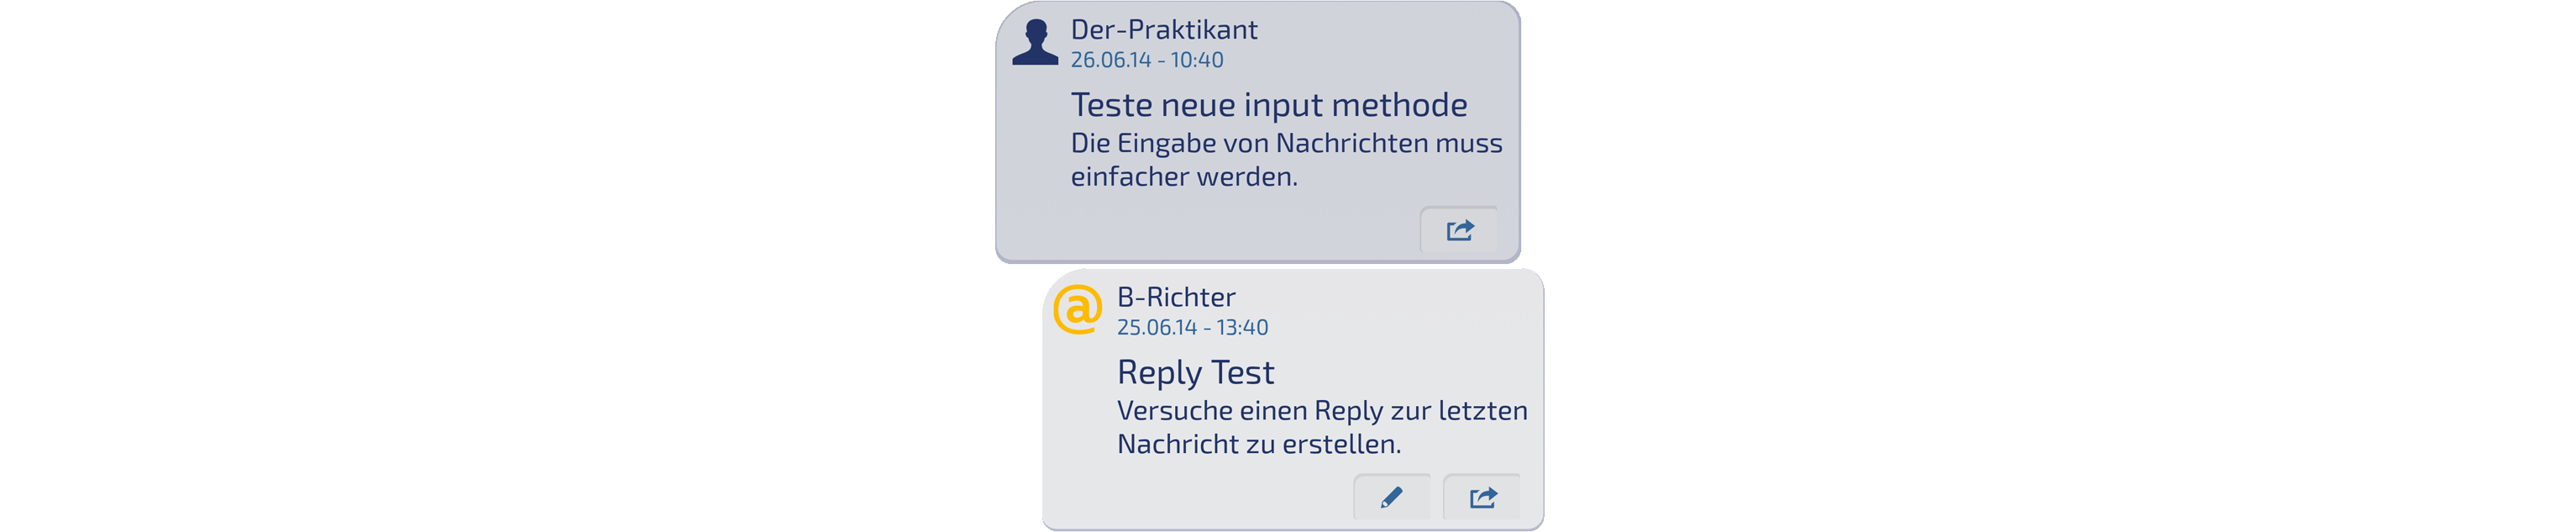 Der-Praktikant
26.06.14 - 10:40
Teste neue input methode
Die Eingabe von Nachrichten muss
einfacher werden.
@
B-Richter
25.06.14 - 13:40
Reply Test
Versuche einen Reply zur letzten
Nachricht zu erstellen.